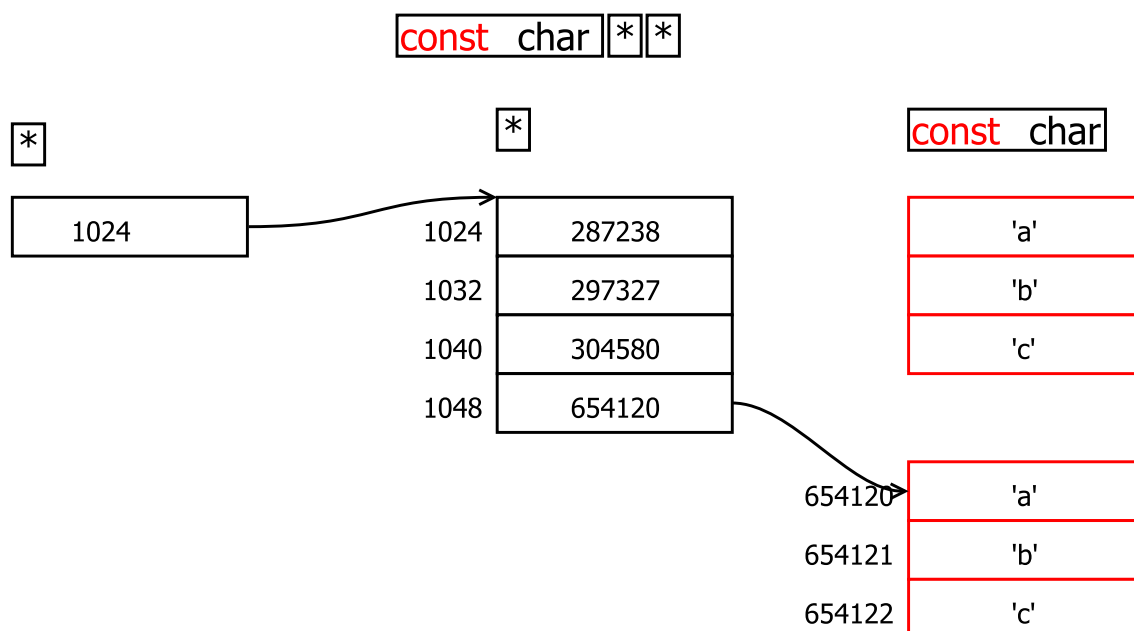 const char * *
* * const char
1024 1024 287238 'a'
1032 297327 'b'
1040 304580 'c'
1048 654120
654120 'a'
654121 'b'
654122 'c'